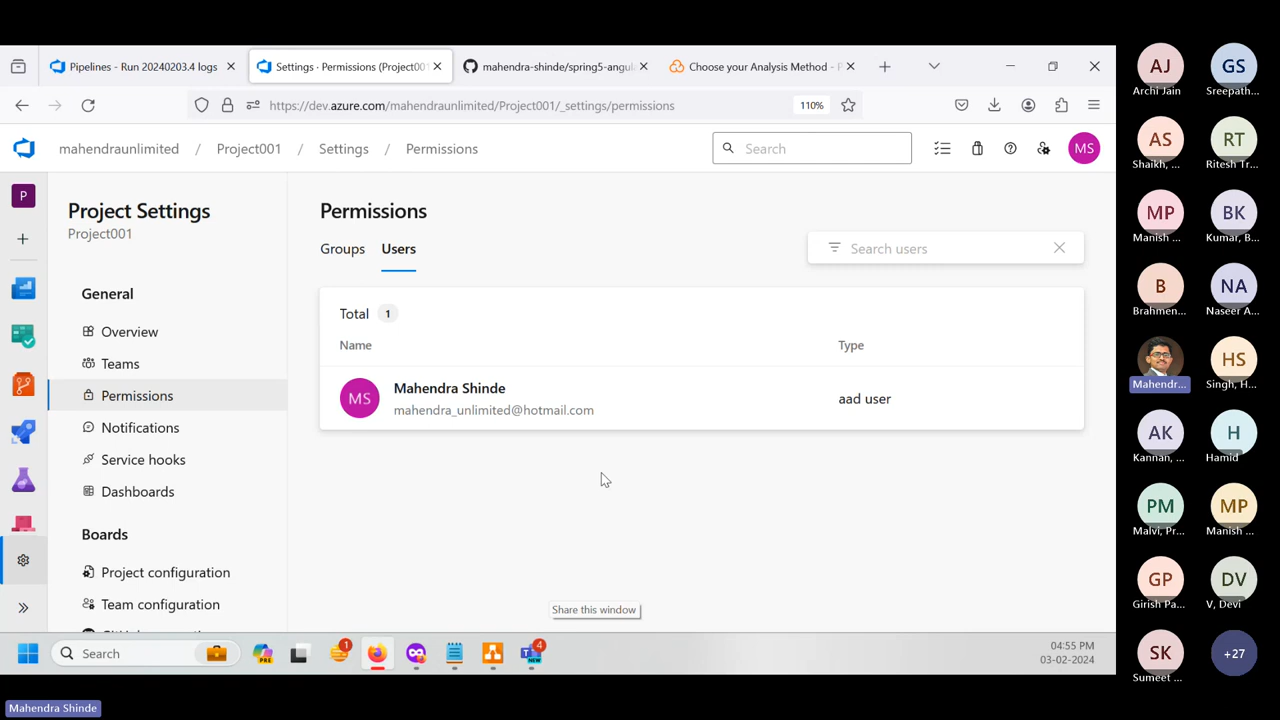 Pipelines - Run 20240203.4 logs
Settings · Permissions (Project001
mahendra-shinde/spring5-angul
Choose your Analysis Method - P
https://dev.azure.com/mahendraunlimited/Project001/_settings/permissions
110%
mahendraunlimited / Project001 / Settings / Permissions
Search
MS
P
Project Settings
Project001
General
Overview
Teams
Permissions
Notifications
Service hooks
Dashboards
Boards
Project configuration
Team configuration
Permissions
Groups
Users
Search users
Total 1
Name
Type
MS
Mahendra Shinde
mahendra_unlimited@hotmail.com
aad user
Share this window
Search
PRE
1
NEW
4
04:55 PM
03-02-2024
AJ
Archi Jain
GS
Sreepath...
AS
Shaikh, ...
RT
Ritesh Tr...
MP
Manish ...
BK
Kumar, B...
B
Brahmen...
NA
Naseer A...
Mahendr...
HS
Singh, H...
AK
Kannan, ...
H
Hamid
PM
Malvi, Pr...
MP
Manish ...
GP
Girish Pa...
DV
V, Devi
SK
Sumeet ...
+27
Mahendra Shinde